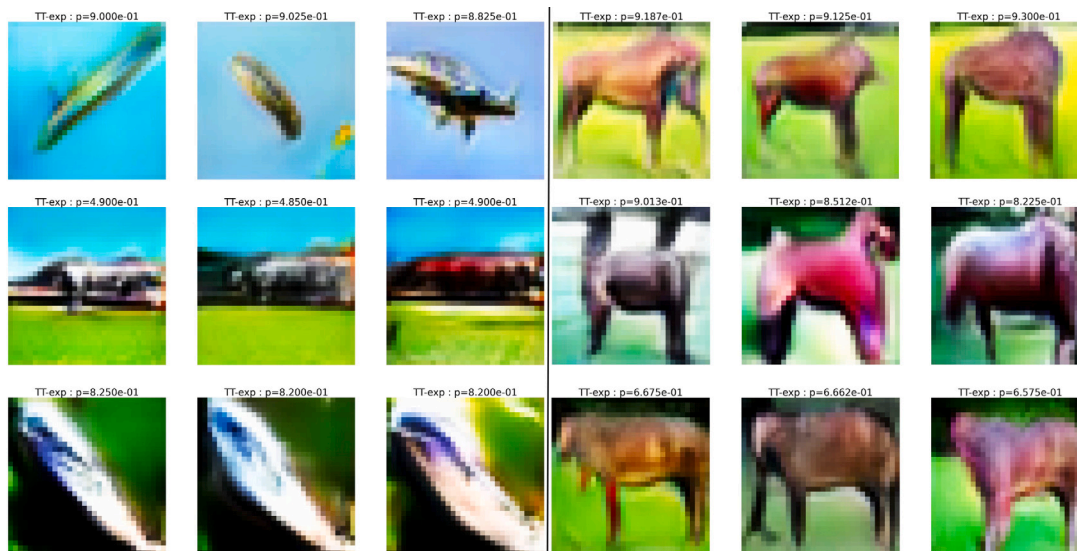 TT-exp : p=9.000e-01
TT-exp : p=9.025e-01
TT-exp : p=8.825e-01
TT-exp : p=9.187e-01
TT-exp : p=9.125e-01
TT-exp : p=9.300e-01
TT-exp : p=4.900e-01
TT-exp : p=4.850e-01
TT-exp : p=4.900e-01
TT-exp : p=9.013e-01
TT-exp : p=8.512e-01
TT-exp : p=8.225e-01
TT-exp : p=8.250e-01
TT-exp : p=8.200e-01
TT-exp : p=8.200e-01
TT-exp : p=6.675e-01
TT-exp : p=6.662e-01
TT-exp : p=6.575e-01